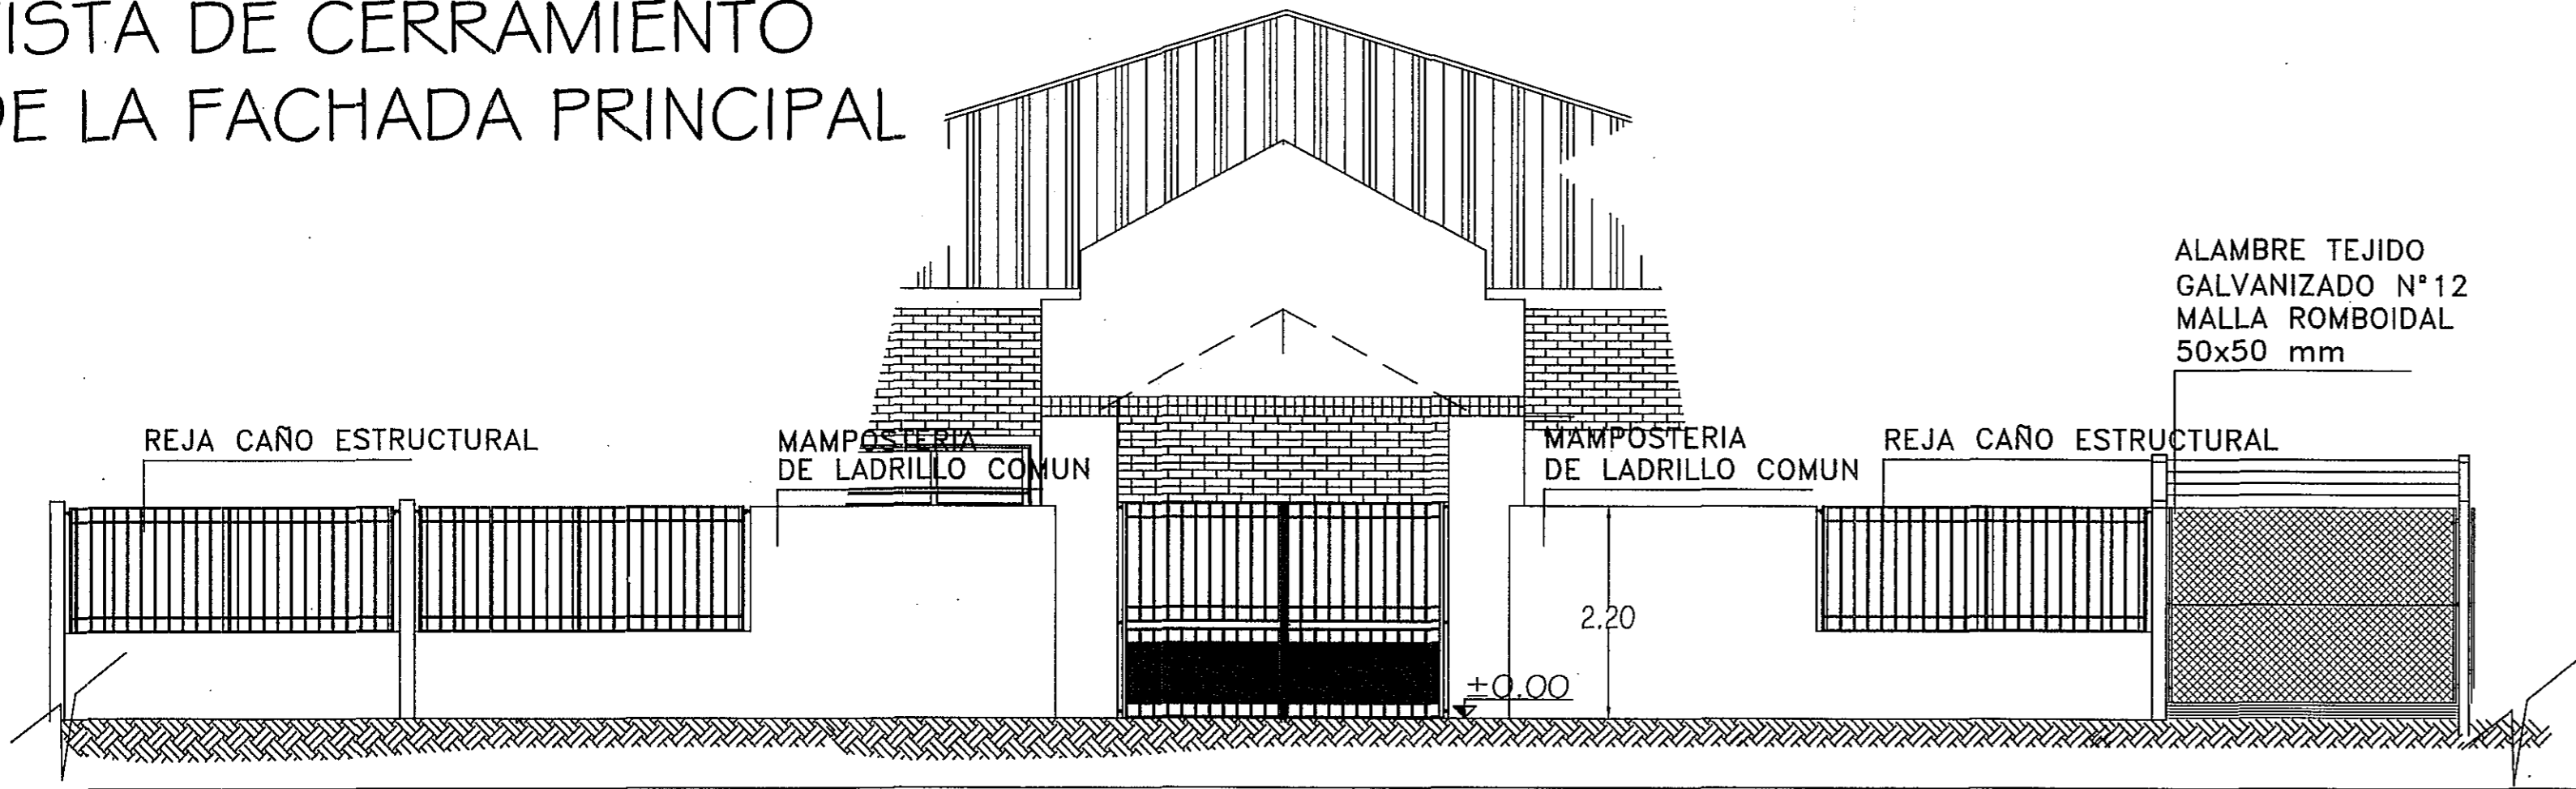 ISTA DE CERRAMIENTO
DE LA FACHADA PRINCIPAL
ALAMBRE TEJIDO
GALVANIZADO N°12
MALLA ROMBOIDAL
50x50 mm
REJA CAÑO ESTRUCTURAL
MAMPOSTERIA
DE LADRILLO COMUN
MAMPOSTERIA
DE LADRILLO COMUN
REJA CAÑO ESTRUCTURAL
2.20
±0.00